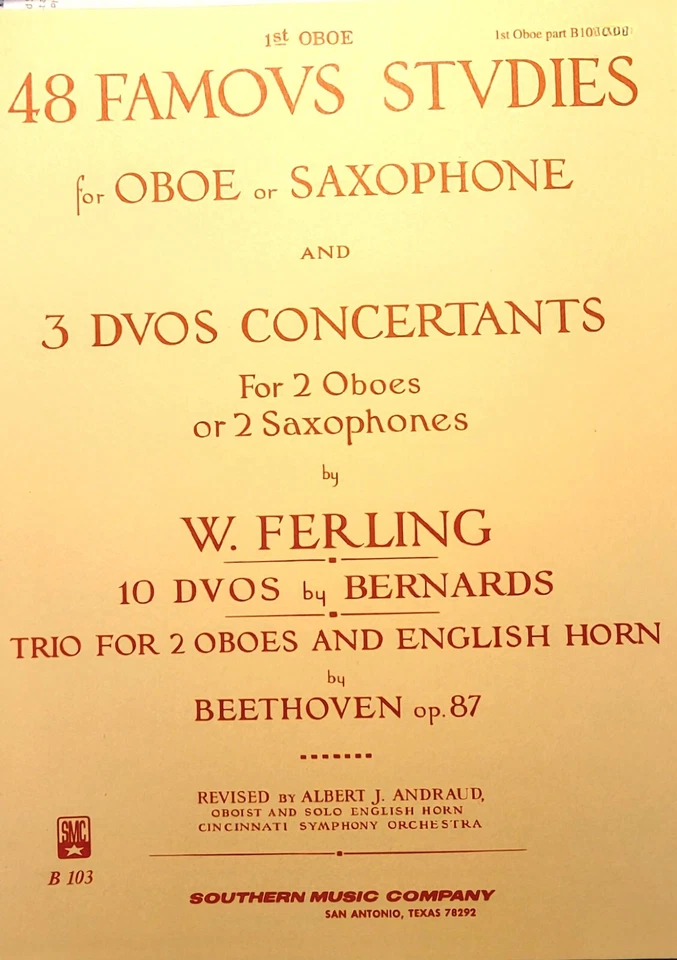 1st OBOE
1st Oboe part
48 FAMOVS STVDIES
for OBOE or SAXOPHONE
AND
3 DVOS CONCERTANTS
For 2 Oboes
or 2 Saxophones
by
W. FERLING
10 DVOS by BERNARDS
TRIO FOR 2 OBOES AND ENGLISH HORN
by
BEETHOVEN op. 87
REVISED BY ALBERT J. ANDRAUD,
OBOIST AND SOLO ENGLISH HORN
CINCINNATI SYMPHONY ORCHESTRA
SMC
B 103
SOUTHERN MUSIC COMPANY
SAN ANTONIO, TEXAS 78292